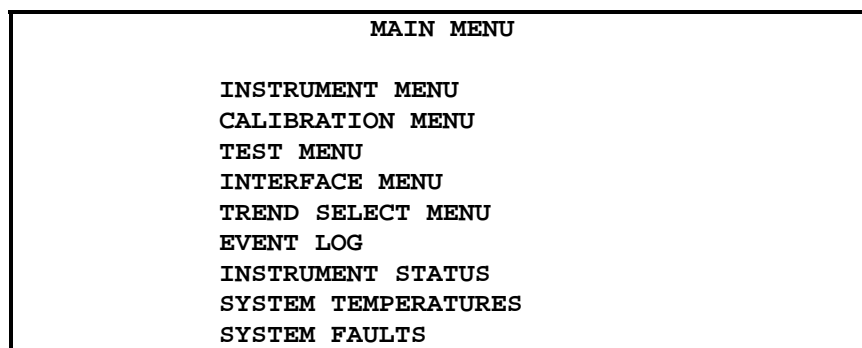 MAIN MENU
INSTRUMENT MENU
CALIBRATION MENU
TEST MENU
INTERFACE MENU
TREND SELECT MENU
EVENT LOG
INSTRUMENT STATUS
SYSTEM TEMPERATURES
SYSTEM FAULTS